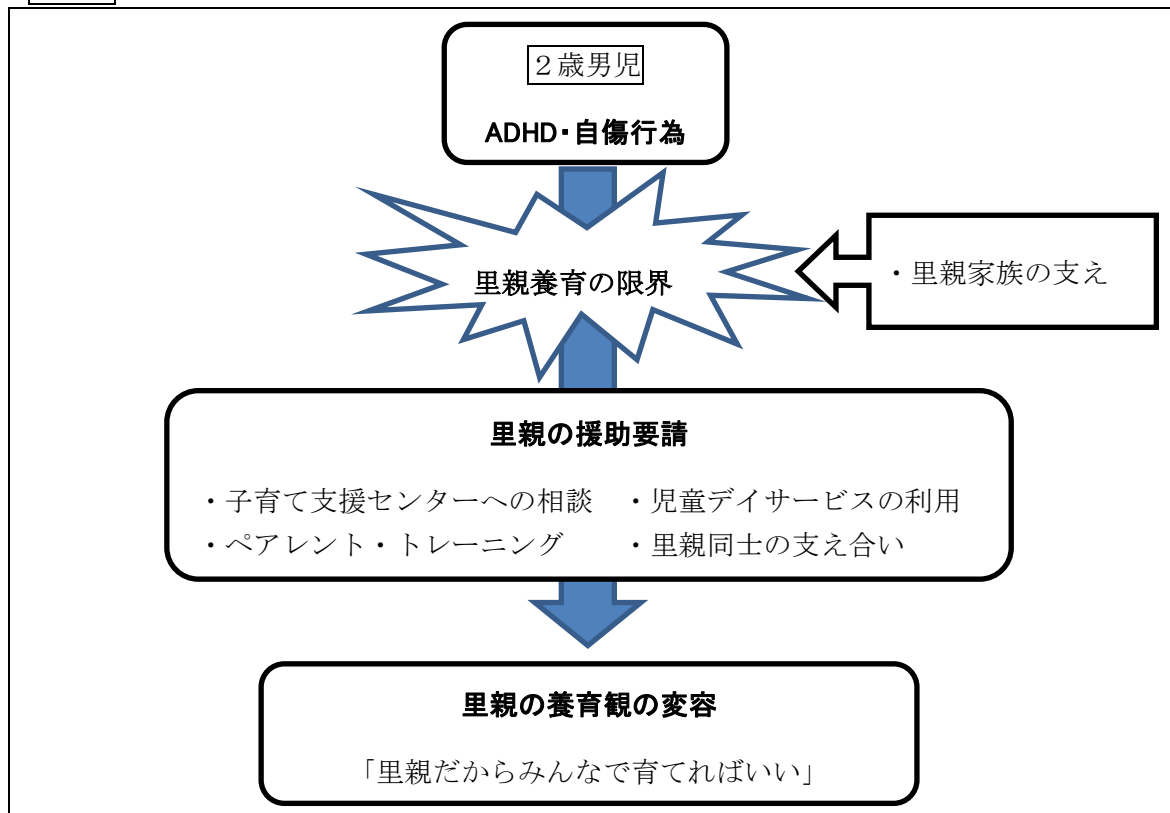 ２歳男児
ADHD・自傷行為
里親養育の限界
・里親家族の支え
里親の援助要請
・子育て支援センターへの相談　・児童デイサービスの利用
・ペアレント・トレーニング　・里親同士の支え合い
里親の養育観の変容
「里親だからみんなで育てればいい」